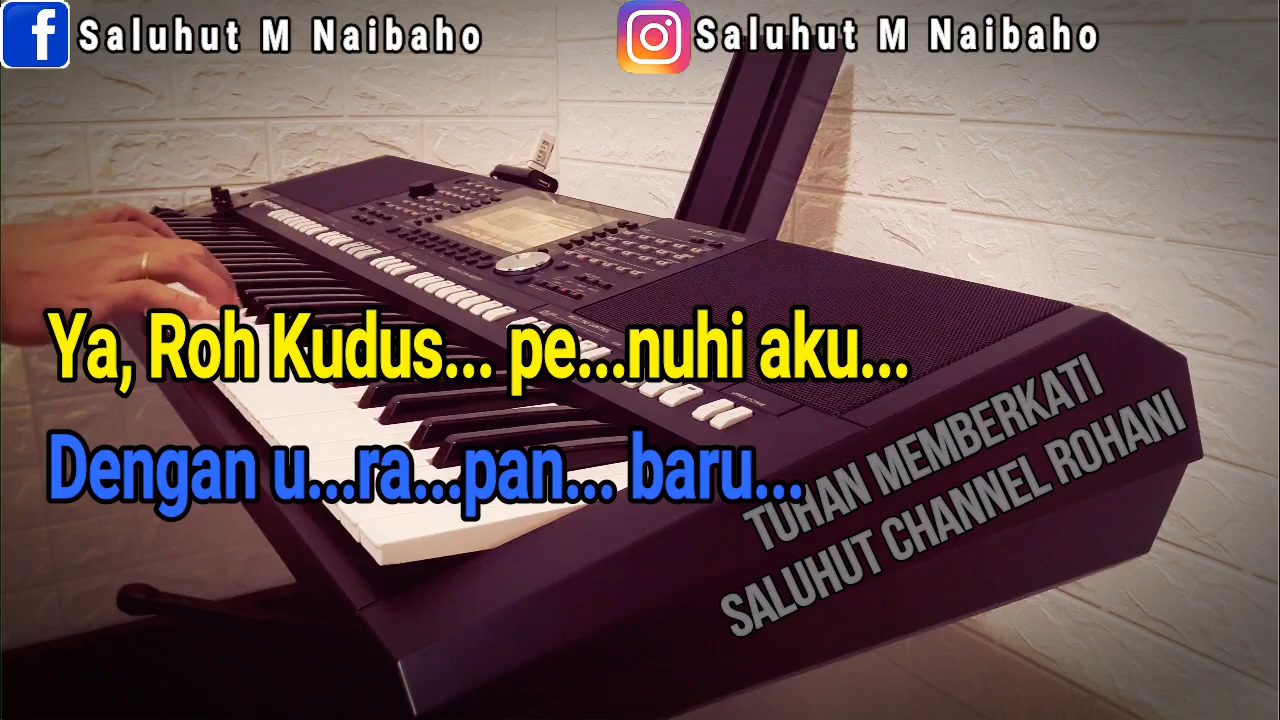 Saluhut M Naibaho
Saluhut M Naibaho
Ya, Roh Kudus... pe...nuhi aku...
Dengan u...ra...pan... baru...
TUHAN MEMBERKATI
SALUHUT CHANNEL ROHANI